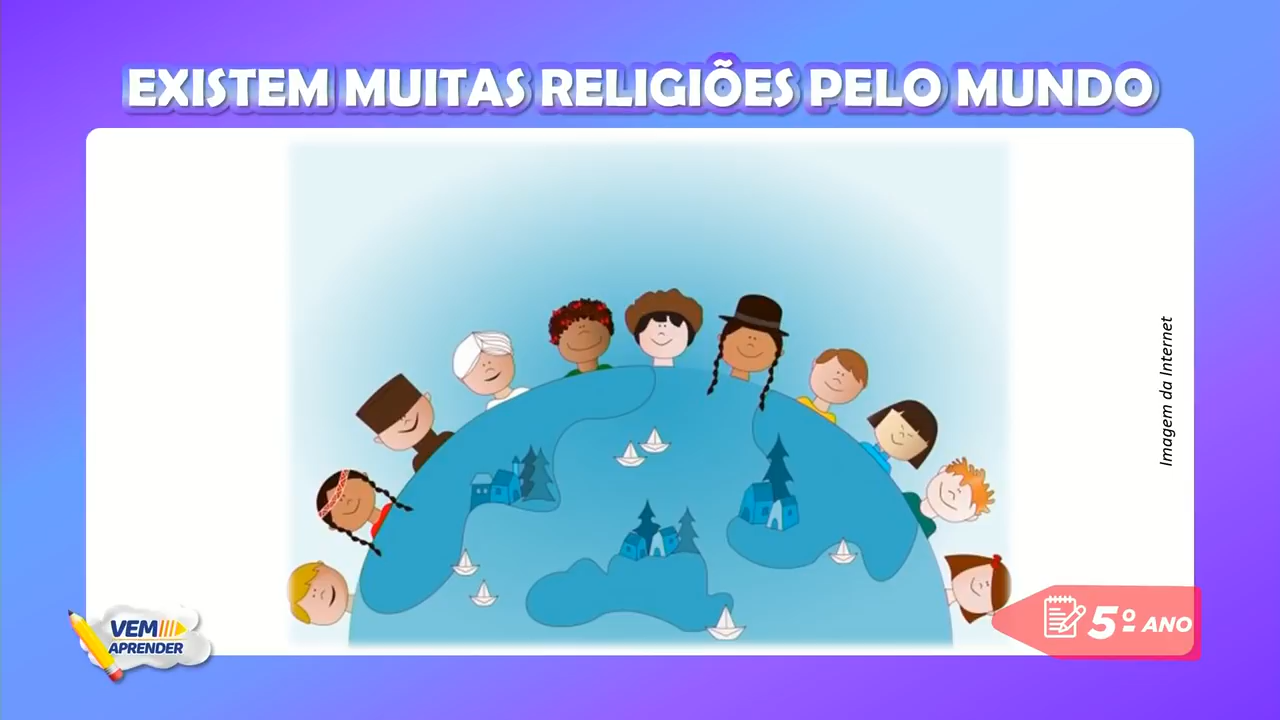 EXISTEM MUITAS RELIGIÕES PELO MUNDO
Imagem da Internet
VEM
APRENDER
5º ANO